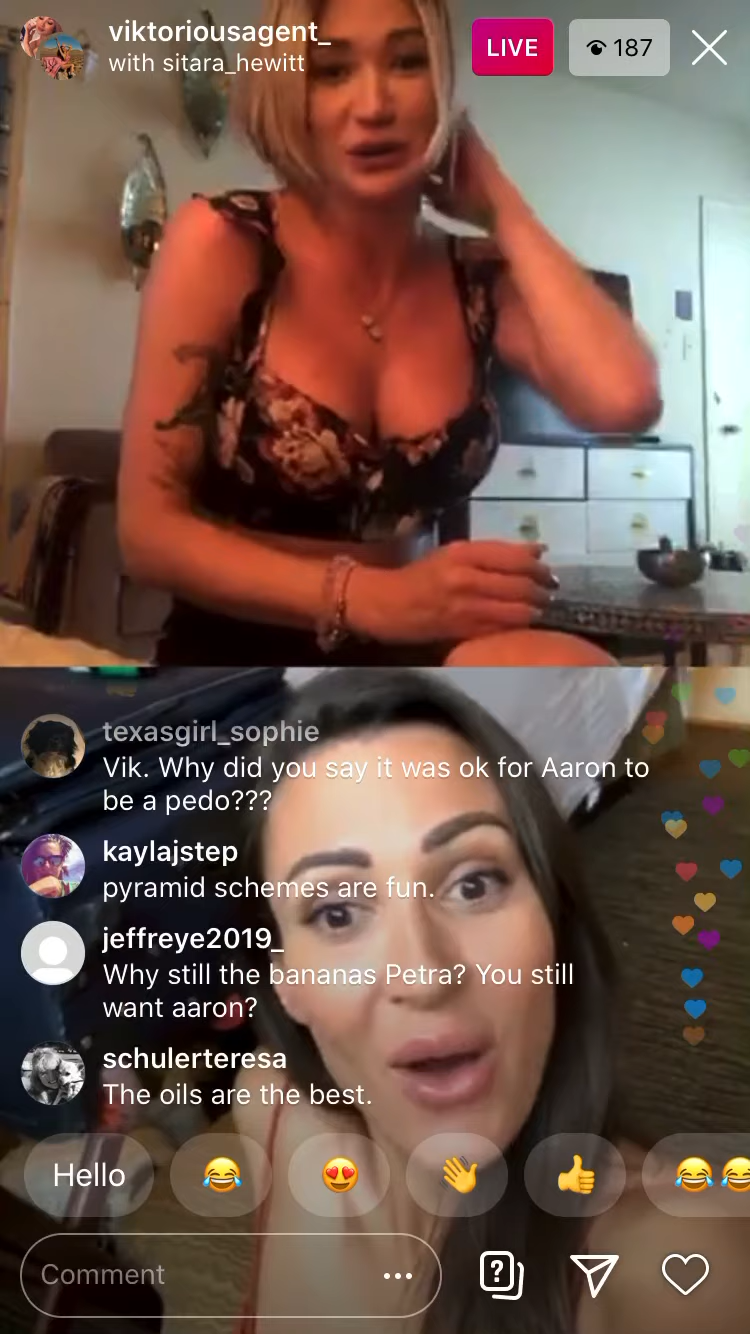 viktoriousagent_
LIVE
187
with sitara_hewitt
texasgirl_sophie
Vik. Why did you say it was ok for Aaron to
be a pedo???
kaylajstep
pyramid schemes are fun.
jeffreye2019_
Why still the bananas Petra? You still
want aaron?
schulerteresa
The oils are the best.
Hello
Comment